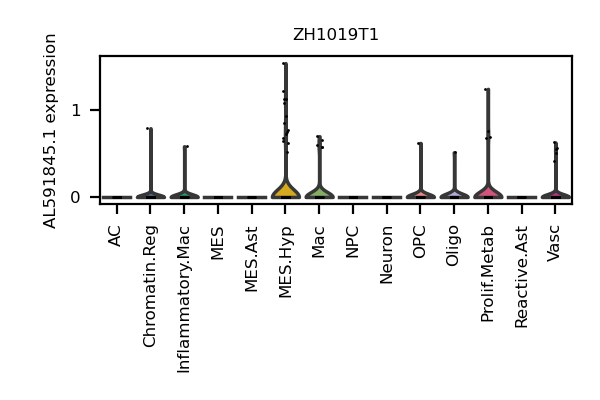 ZH1019T1
AL591845.1 expression
1
0
AC
Chromatin.Reg
Inflammatory.Mac
MES
MES.Ast
MES.Hyp
Mac
NPC
Neuron
OPC
Oligo
Prolif.Metab
Reactive.Ast
Vasc